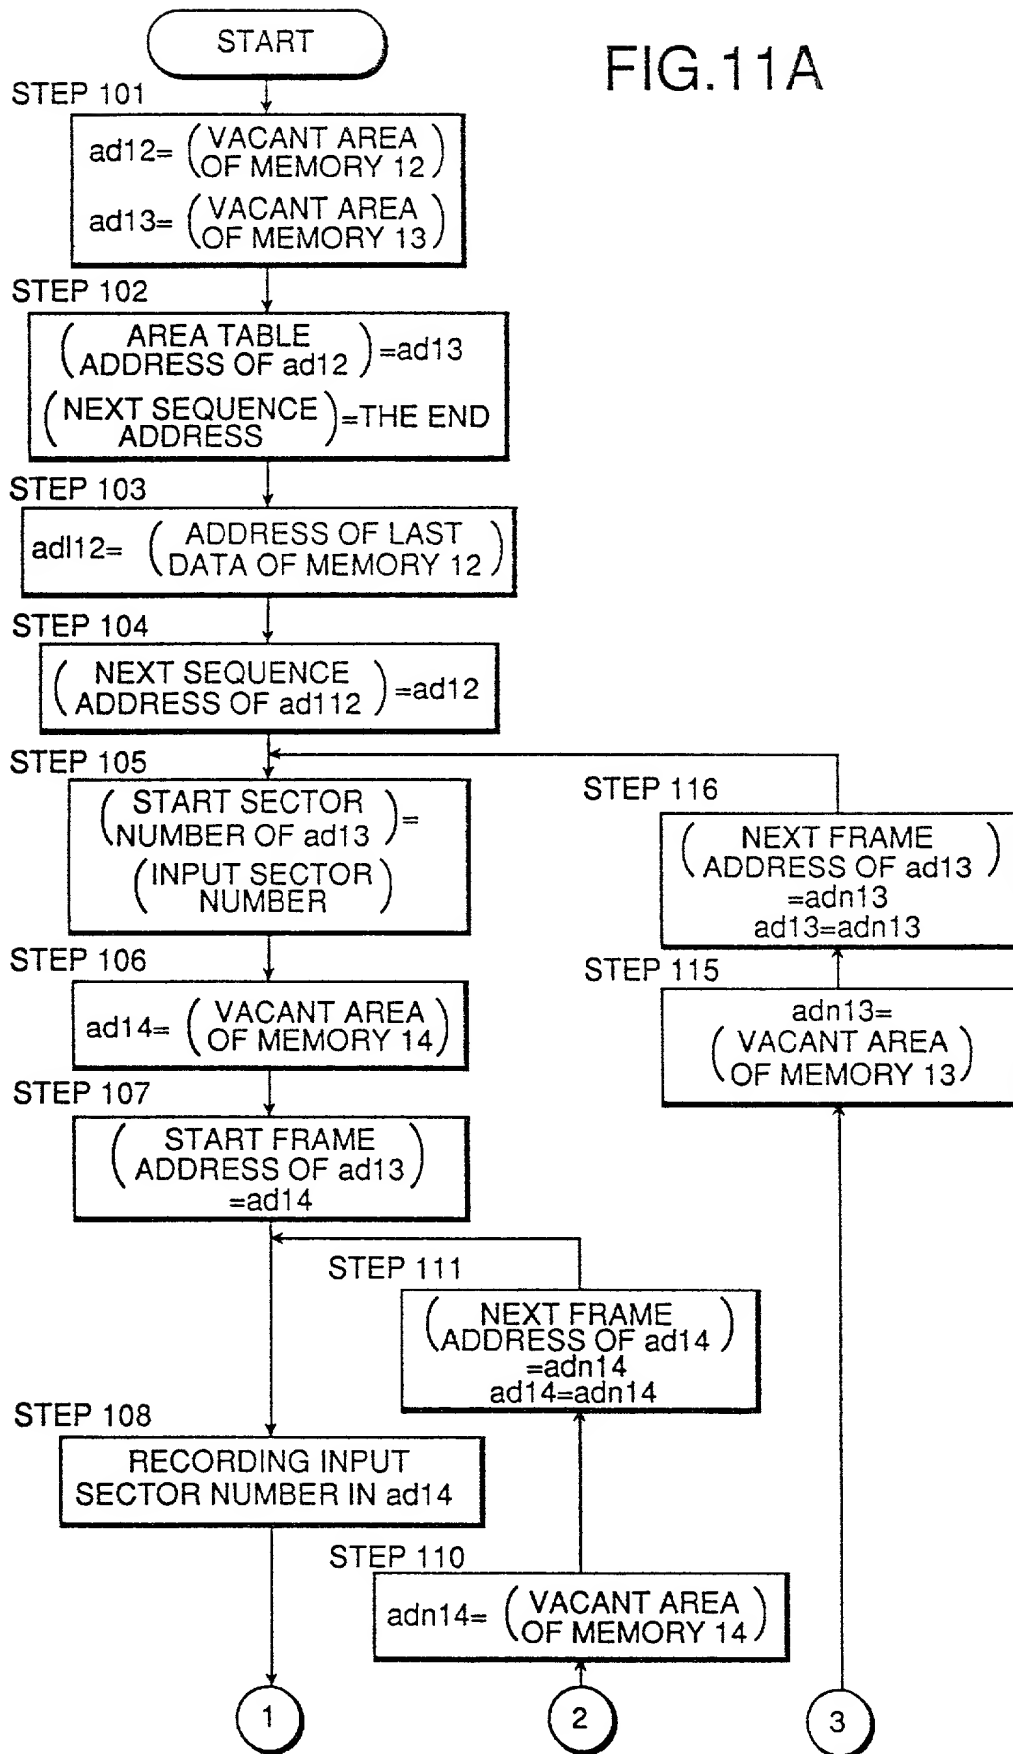 FIG.11A
START
STEP 101
ad12= (VACANT AREA
OF MEMORY 12)
ad13= (VACANT AREA
OF MEMORY 13)
STEP 102
(AREA TABLE
ADDRESS OF ad12)=ad13
(NEXT SEQUENCE
ADDRESS)=THE END
STEP 103
adl12= (ADDRESS OF LAST
DATA OF MEMORY 12)
STEP 104
(NEXT SEQUENCE
ADDRESS OF ad112)=ad12
STEP 105
(START SECTOR
NUMBER OF ad13)=
(INPUT SECTOR
NUMBER)
STEP 106
ad14= (VACANT AREA
OF MEMORY 14)
STEP 107
(START FRAME
ADDRESS OF ad13)
=ad14
STEP 108
RECORDING INPUT
SECTOR NUMBER IN ad14
1
STEP 111
(NEXT FRAME
ADDRESS OF ad14)
=adn14
ad14=adn14
STEP 110
adn14= (VACANT AREA
OF MEMORY 14)
2
STEP 116
(NEXT FRAME
ADDRESS OF ad13)
=adn13
ad13=adn13
STEP 115
adn13=
(VACANT AREA
OF MEMORY 13)
3